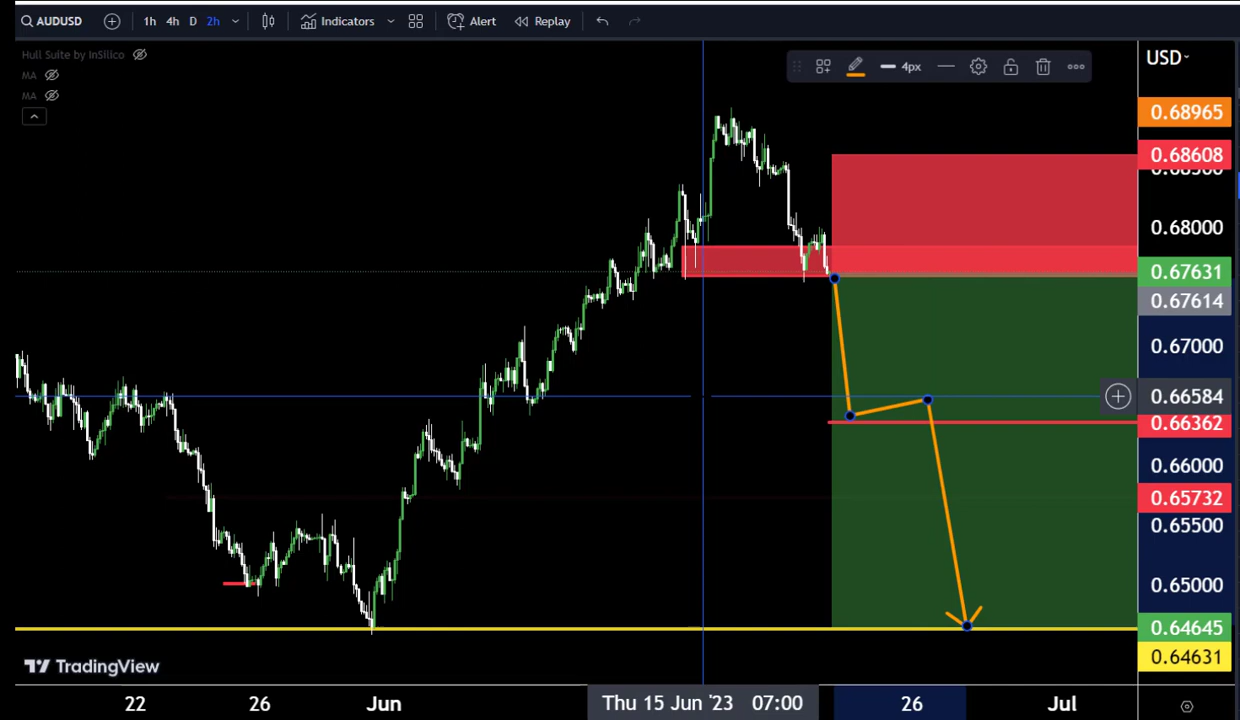 AUDUSD 1h 4h D 2h Indicators Alert Replay
Hull Suite by InSilico
MA
MA
4px
USD
0.68965
0.68608
0.68500
0.68000
0.67631
0.67614
0.67000
0.66584
0.66362
0.66000
0.65732
0.65500
0.65000
0.64645
0.64631
TradingView
22 26 Jun Thu 15 Jun '23 07:00 26 Jul